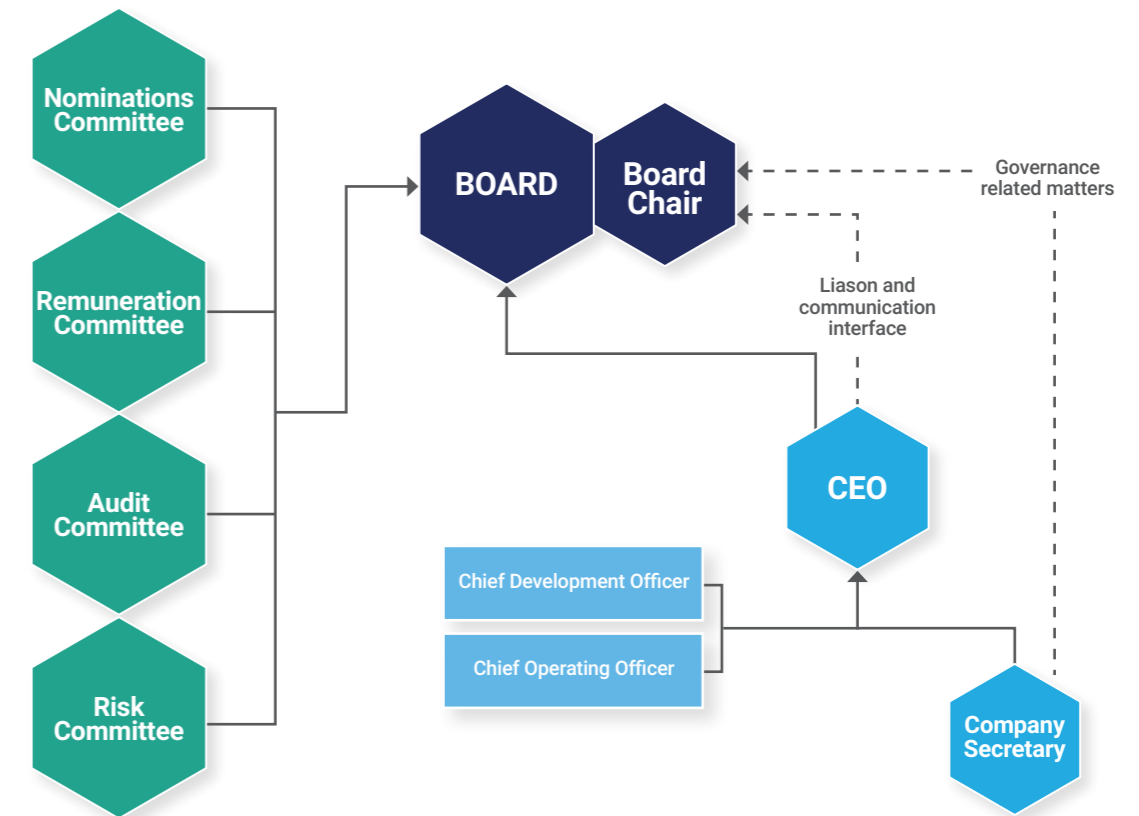 Nominations
Committee
BOARD
Board
Chair
Governance
related matters
Remuneration
Committee
Liason and
communication
interface
Audit
Committee
CEO
Chief Development Officer
Chief Operating Officer
Risk
Committee
Company
Secretary